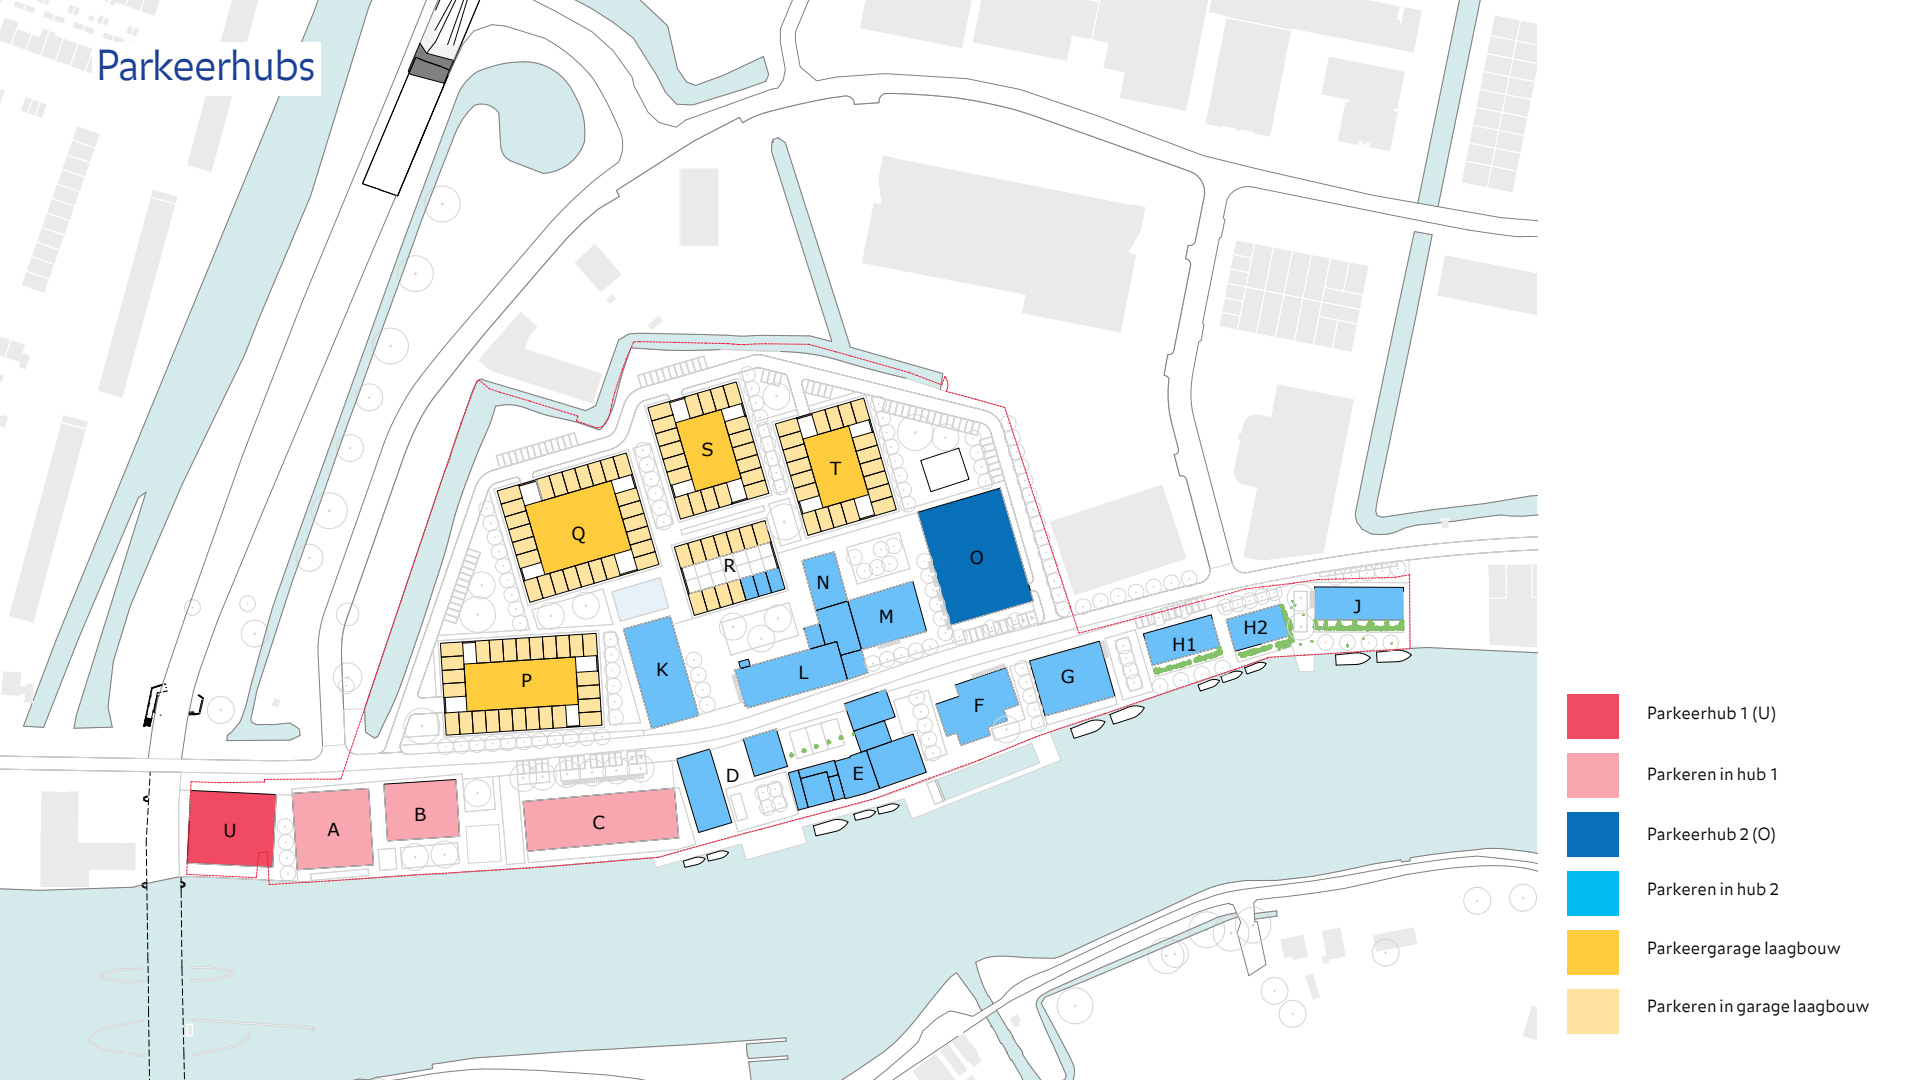 Parkeerhubs
S
T
Q
O
R
N
J
M
H2
H1
K
L
G
P
F
D
E
B
C
U
A
Parkeerhub 1 (U)
Parkeren in hub 1
Parkeerhub 2 (O)
Parkeren in hub 2
Parkeergarage laagbouw
Parkeren in garage laagbouw